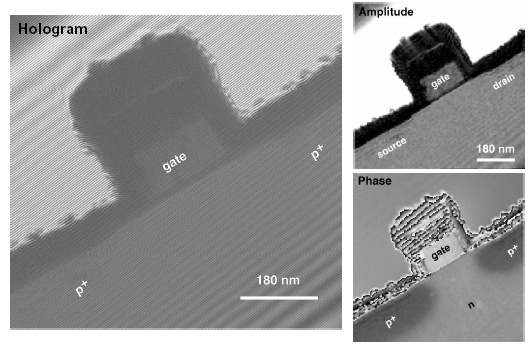 Hologram
gate
p+
p+
180 nm
Amplitude
gate
drain
source
180 nm
Phase
gate
p+
n
p+